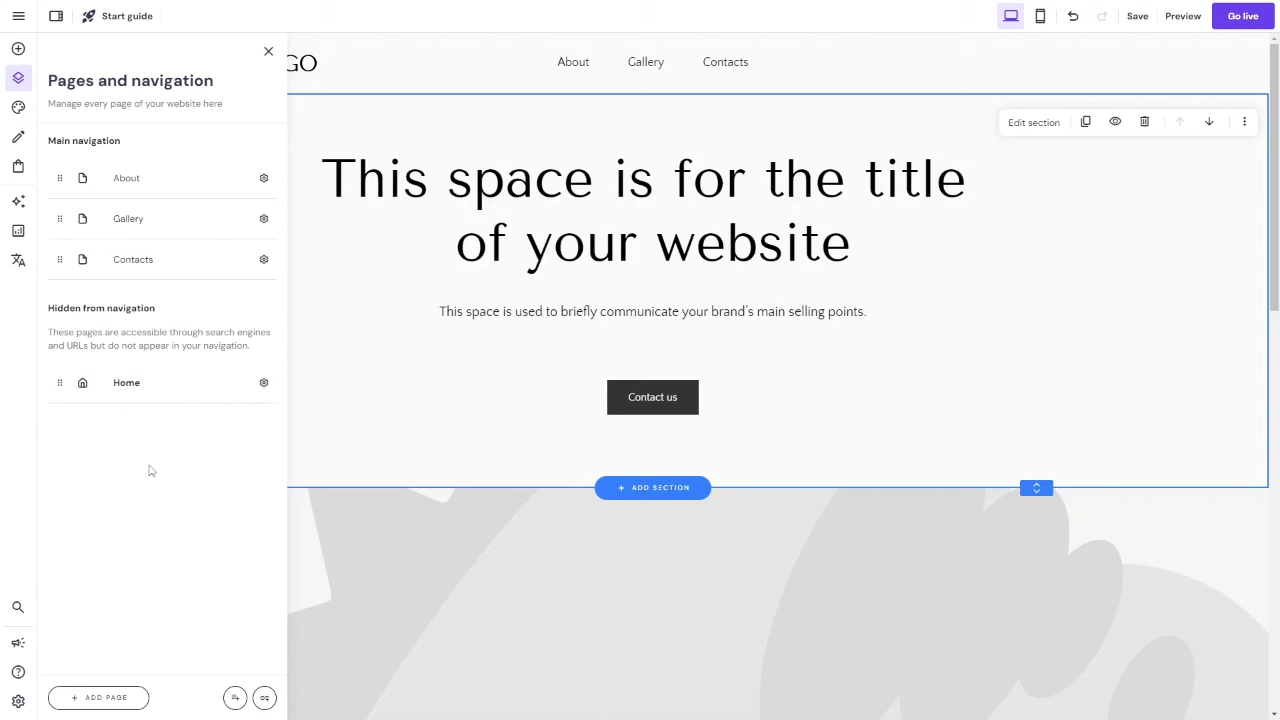 Start guide
Save
Preview
Go live
Pages and navigation
Manage every page of your website here
Main navigation
About
Gallery
Contacts
Hidden from navigation
These pages are accessible through search engines
and URLs but do not appear in your navigation.
Home
+ ADD PAGE
GO
About
Gallery
Contacts
Edit section
This space is for the title
of your website
This space is used to briefly communicate your brand's main selling points.
Contact us
+ ADD SECTION